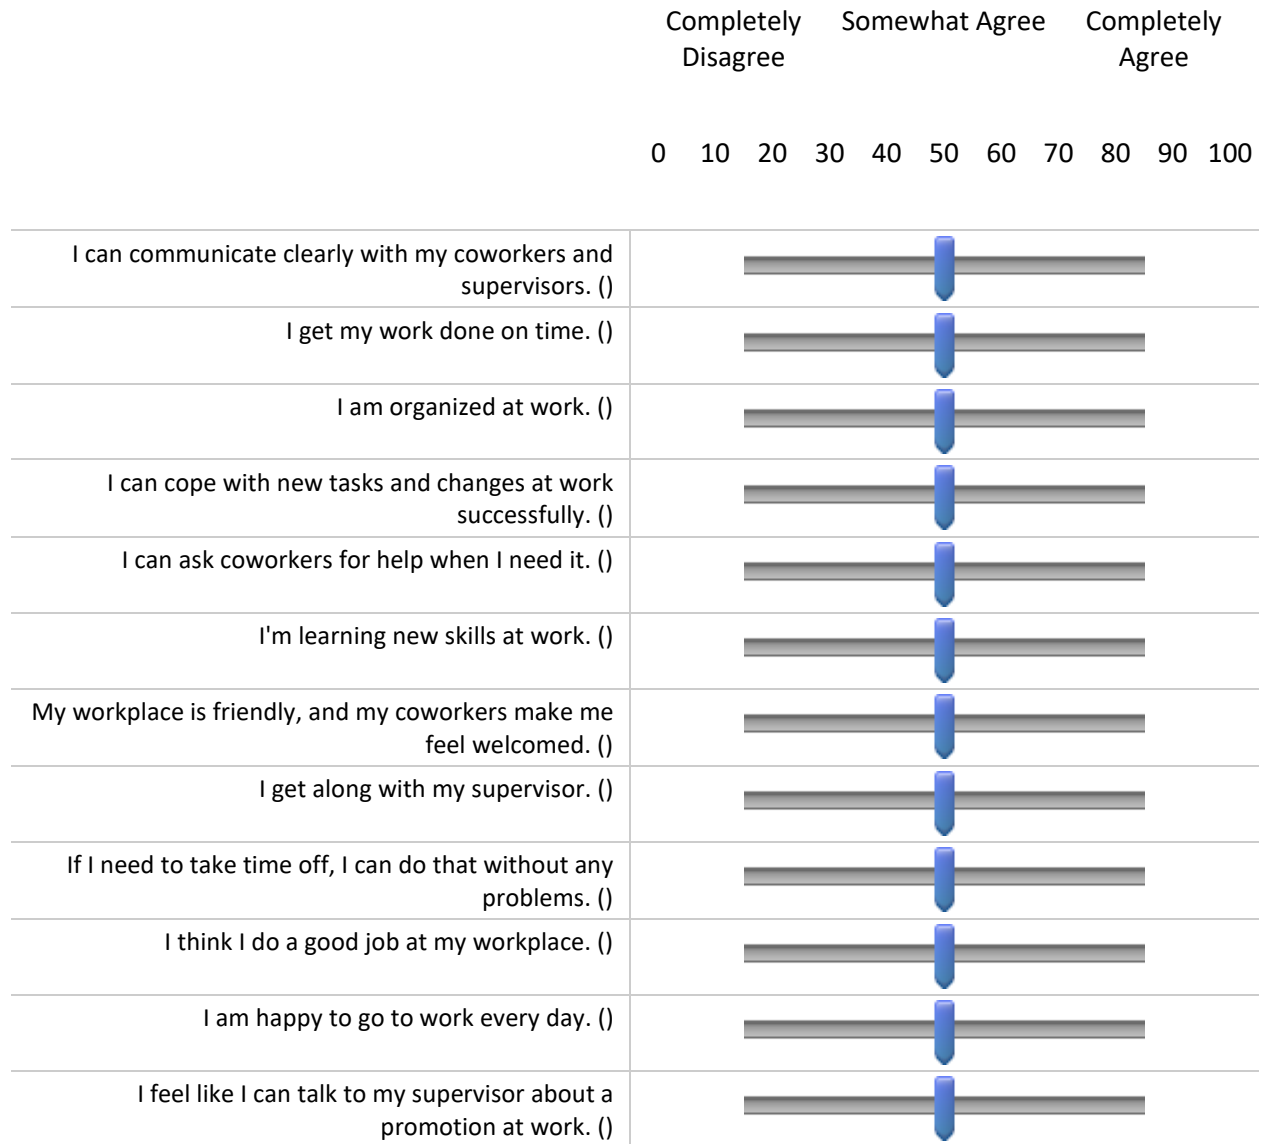 Completely Disagree
Somewhat Agree
Completely Agree
0 10 20 30 40 50 60 70 80 90 100
I can communicate clearly with my coworkers and
supervisors. ()
I get my work done on time. ()
I am organized at work. ()
I can cope with new tasks and changes at work
successfully. ()
I can ask coworkers for help when I need it. ()
I'm learning new skills at work. ()
My workplace is friendly, and my coworkers make me
feel welcomed. ()
I get along with my supervisor. ()
If I need to take time off, I can do that without any
problems. ()
I think I do a good job at my workplace. ()
I am happy to go to work every day. ()
I feel like I can talk to my supervisor about a
promotion at work. ()